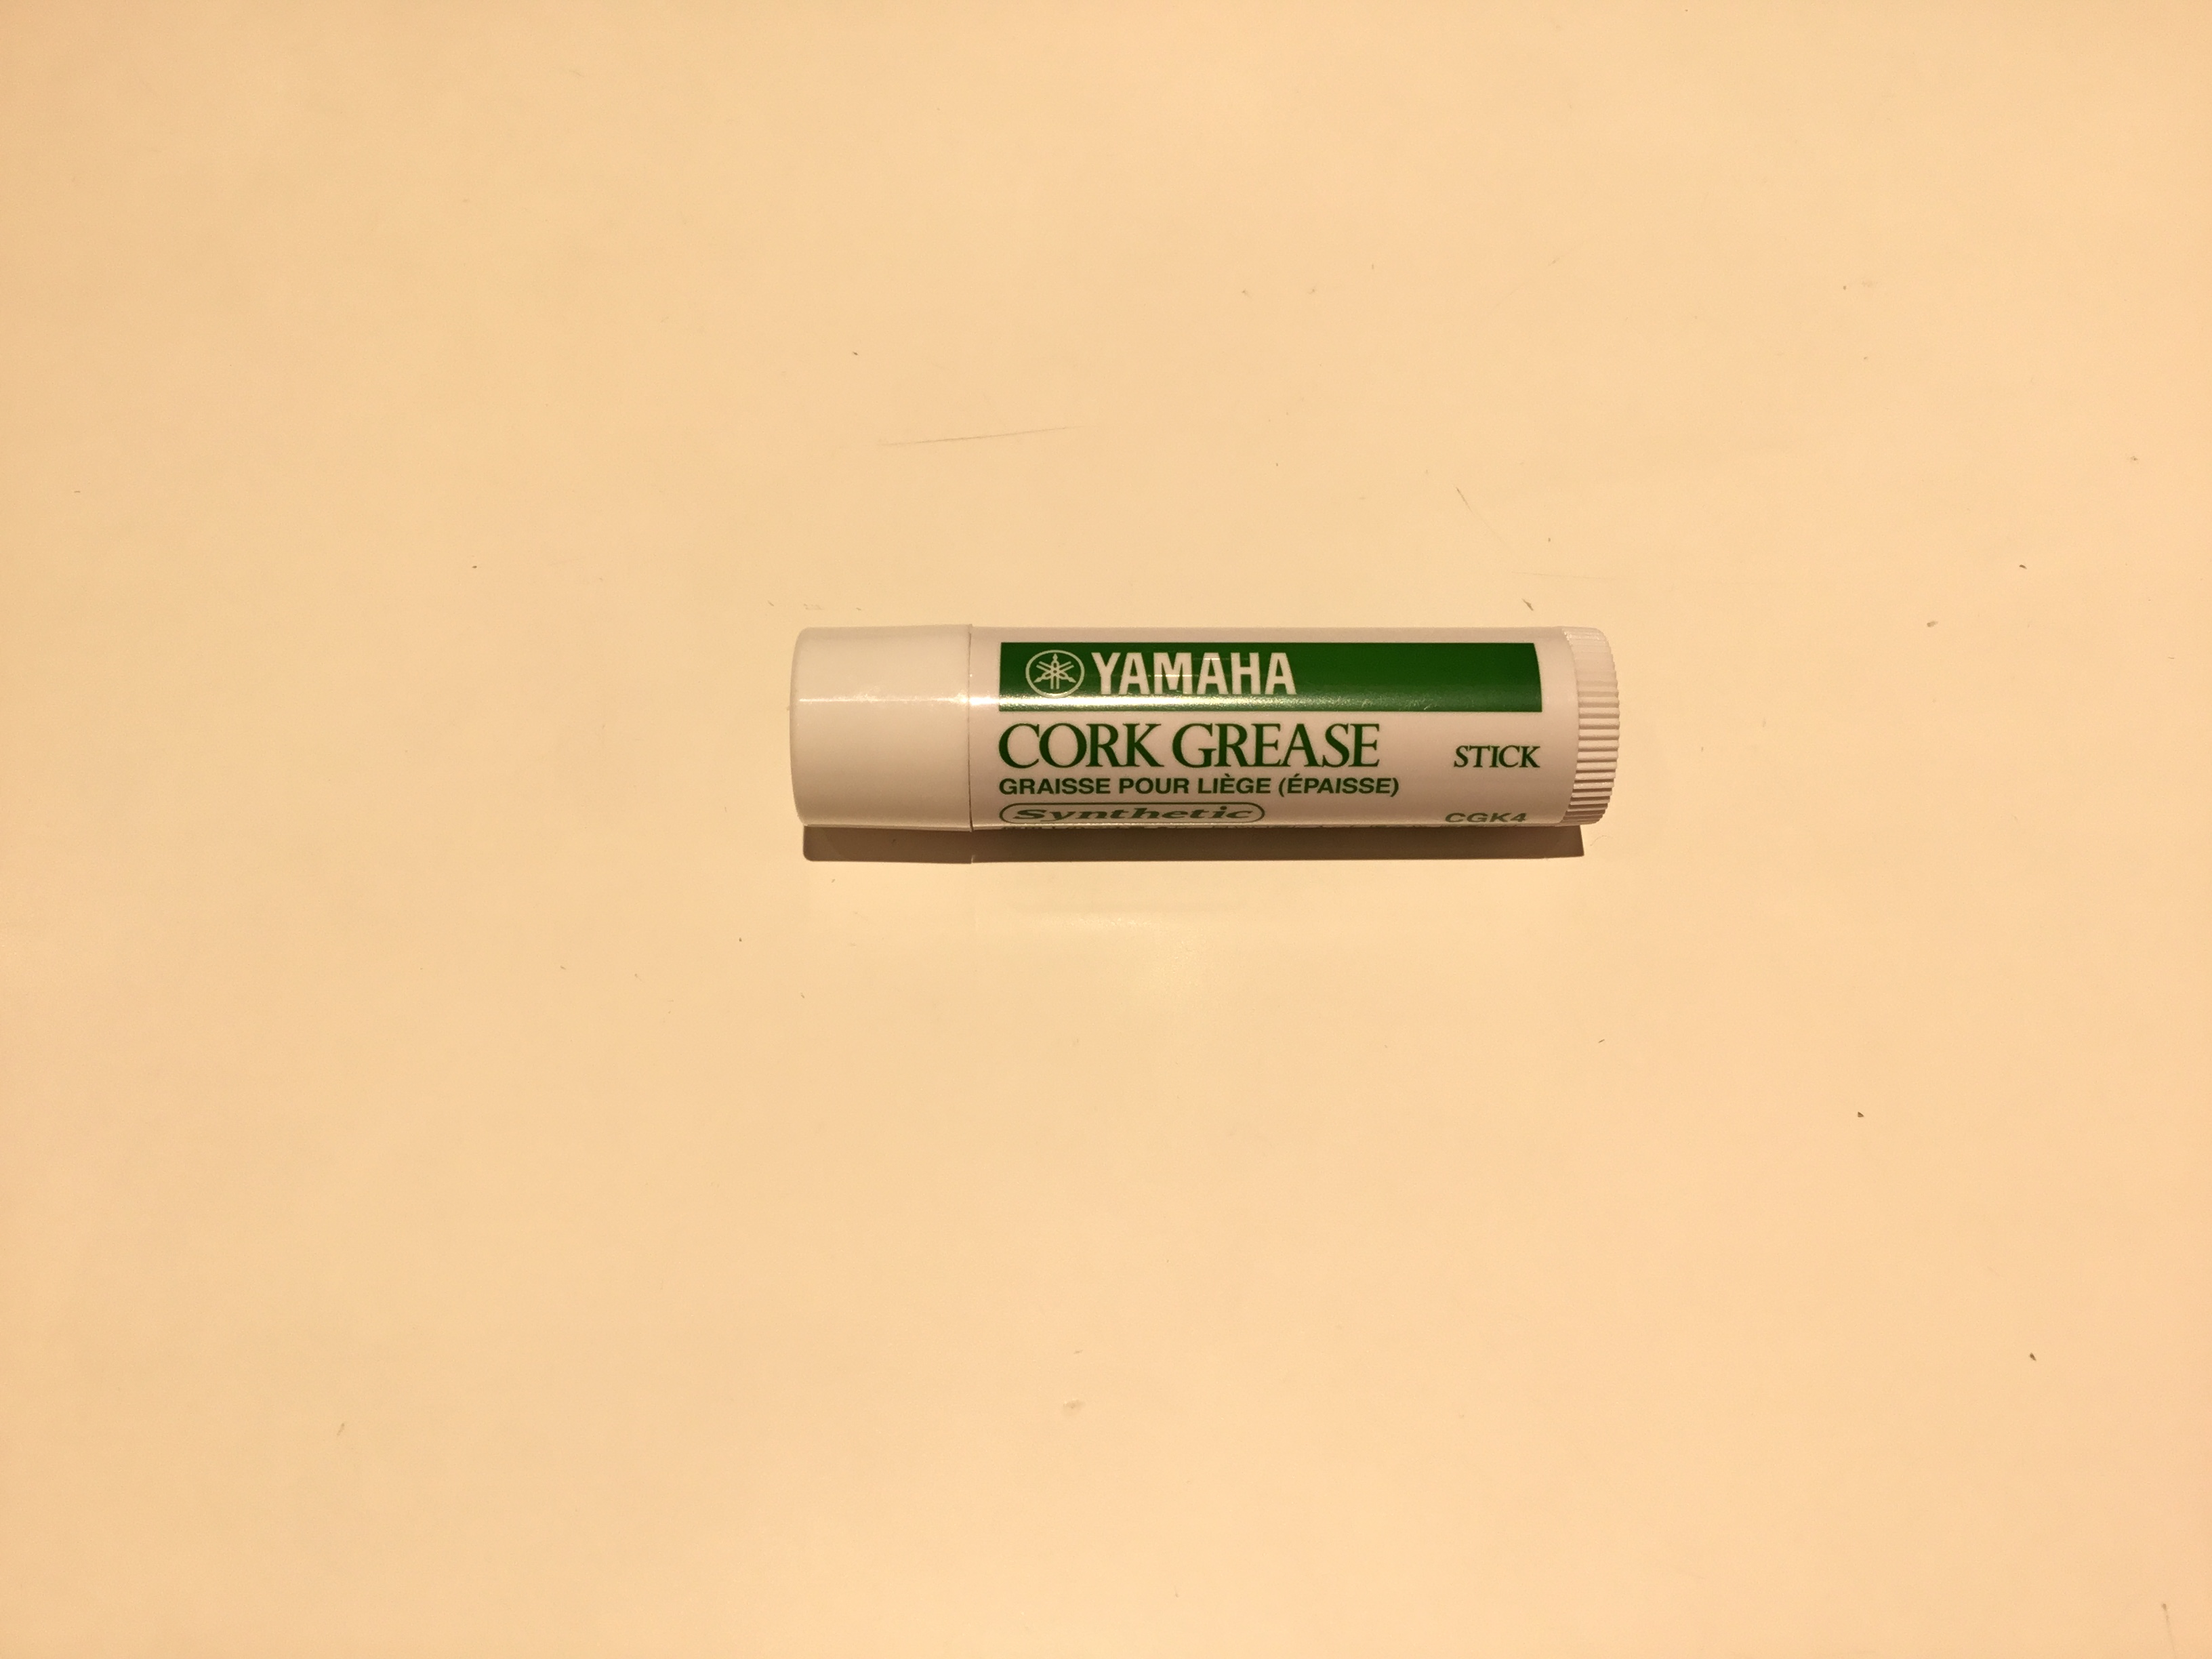 YAMAHA
CORK GREASE STICK
GRAISSE POUR LIÈGE (ÉPAISSE)
Synthetic CGK4